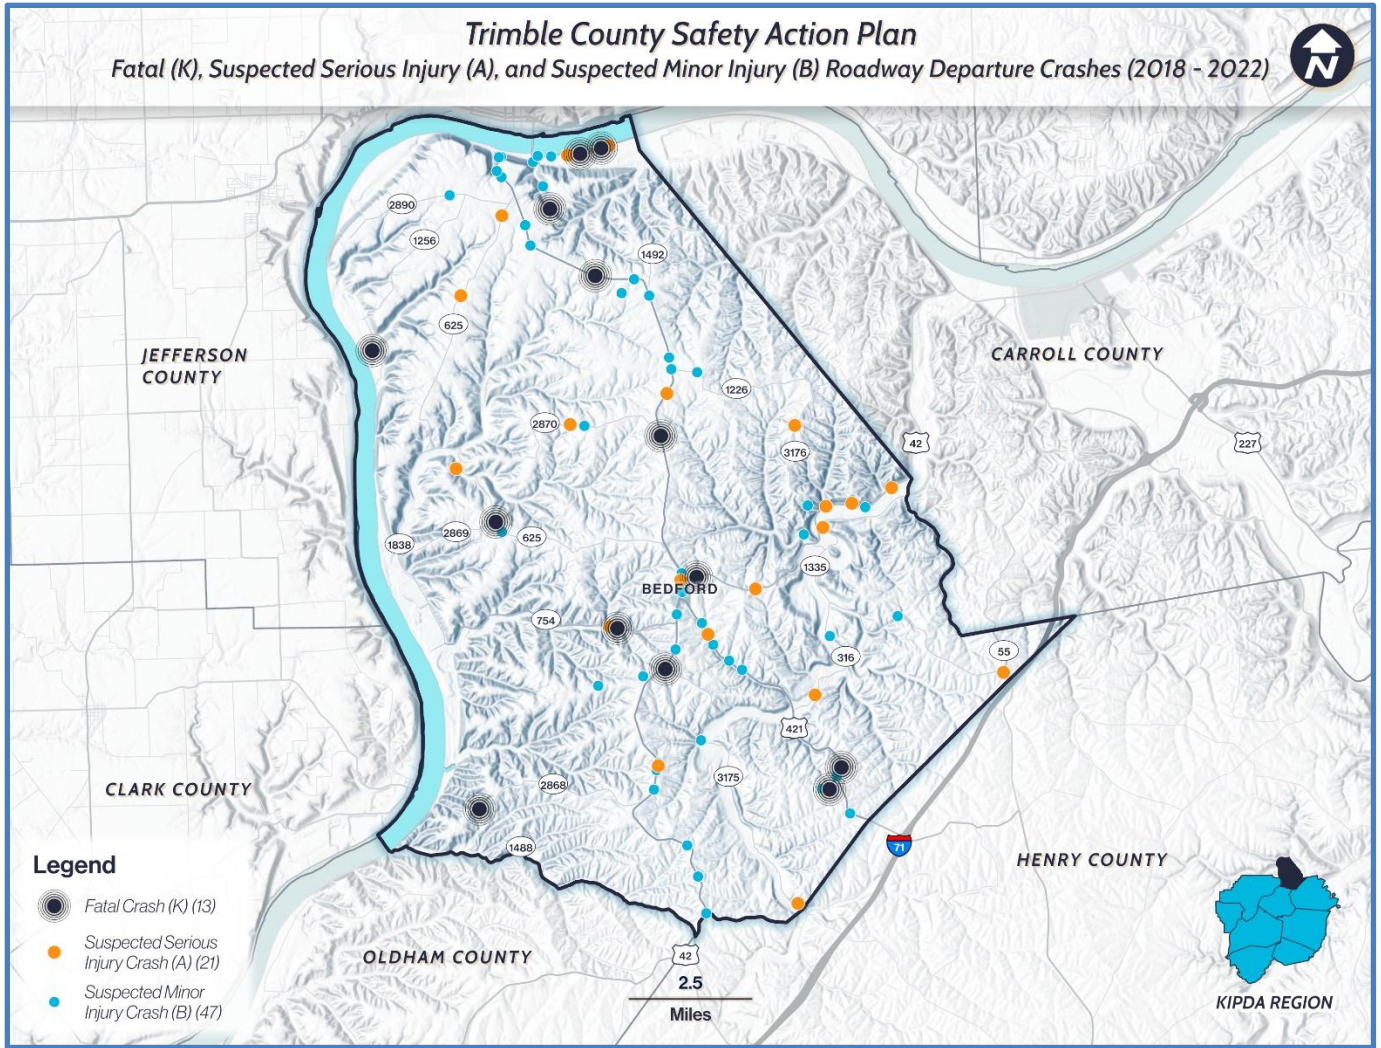 Trimble County Safety Action Plan
Fatal (K), Suspected Serious Injury (A), and Suspected Minor Injury (B) Roadway Departure Crashes (2018 - 2022)
N
2890
1256
1492
625
JEFFERSON
COUNTY
CARROLL COUNTY
1226
2870
42
227
3176
2869
625
1838
1335
BEDFORD
754
316
55
421
3175
2868
CLARK COUNTY
1488
71
HENRY COUNTY
Legend
Fatal Crash (K) (13)
Suspected Serious
Injury Crash (A) (21)
Suspected Minor
Injury Crash (B) (47)
OLDHAM COUNTY
42
2.5
Miles
KIPDA REGION